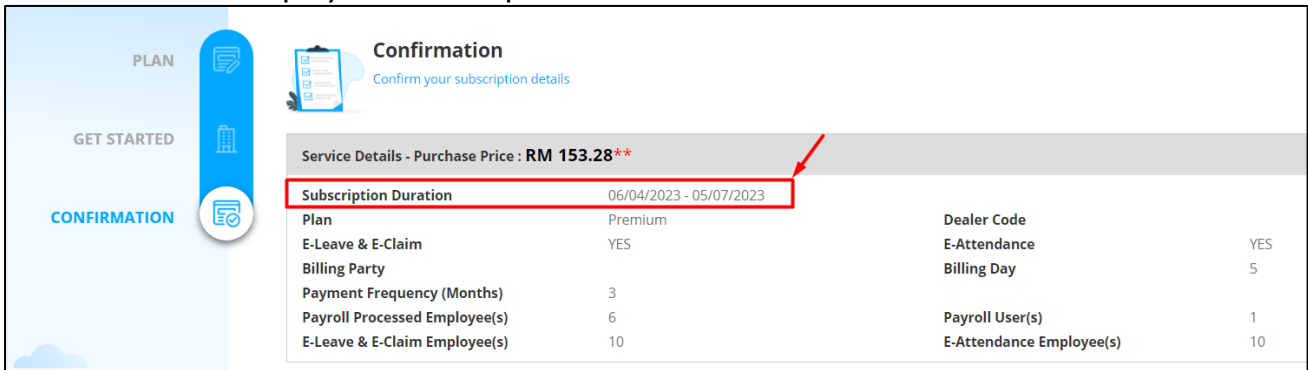 PLAN
GET STARTED
CONFIRMATION
Confirmation
Confirm your subscription details
Service Details - Purchase Price : RM 153.28**
Subscription Duration 06/04/2023 - 05/07/2023
Plan Premium Dealer Code
E-Leave & E-Claim YES E-Attendance YES
Billing Party Billing Day 5
Payment Frequency (Months) 3
Payroll Processed Employee(s) 6 Payroll User(s) 1
E-Leave & E-Claim Employee(s) 10 E-Attendance Employee(s) 10